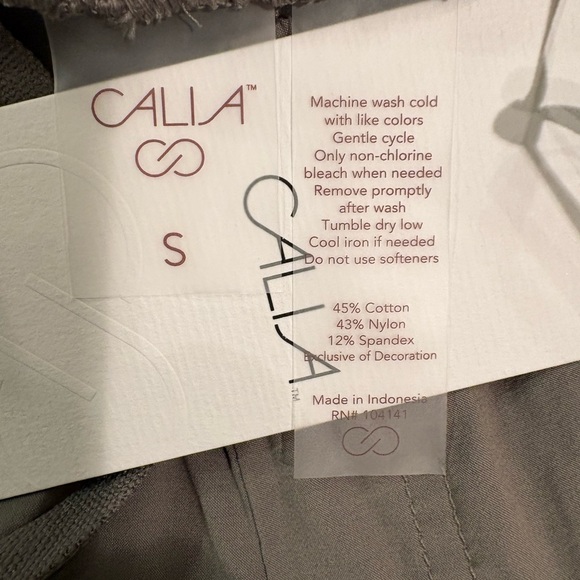 CALIA™
S
Machine wash cold
with like colors
Gentle cycle
Only non-chlorine
bleach when needed
Remove promptly
after wash
Tumble dry low
Cool iron if needed
Do not use softeners
45% Cotton
43% Nylon
12% Spandex
Exclusive of Decoration
Made in Indonesia
RN# 104141
CALIA™